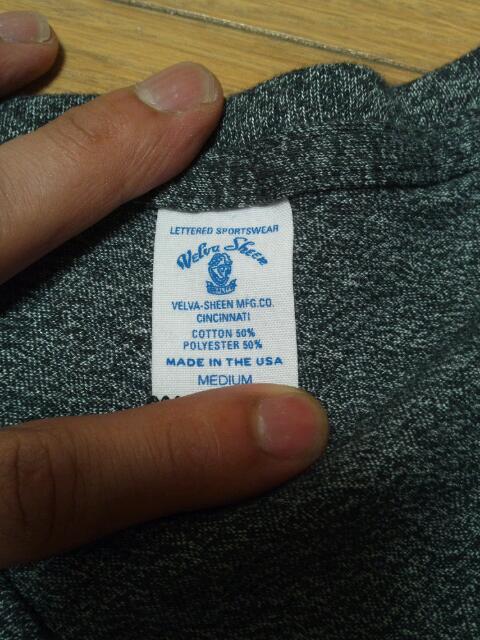 LETTERED SPORTSWEAR
Velva Sheen
VELVA-SHEEN MFG.CO.
CINCINNATI
COTTON 50%
POLYESTER 50%
MADE IN THE USA
MEDIUM